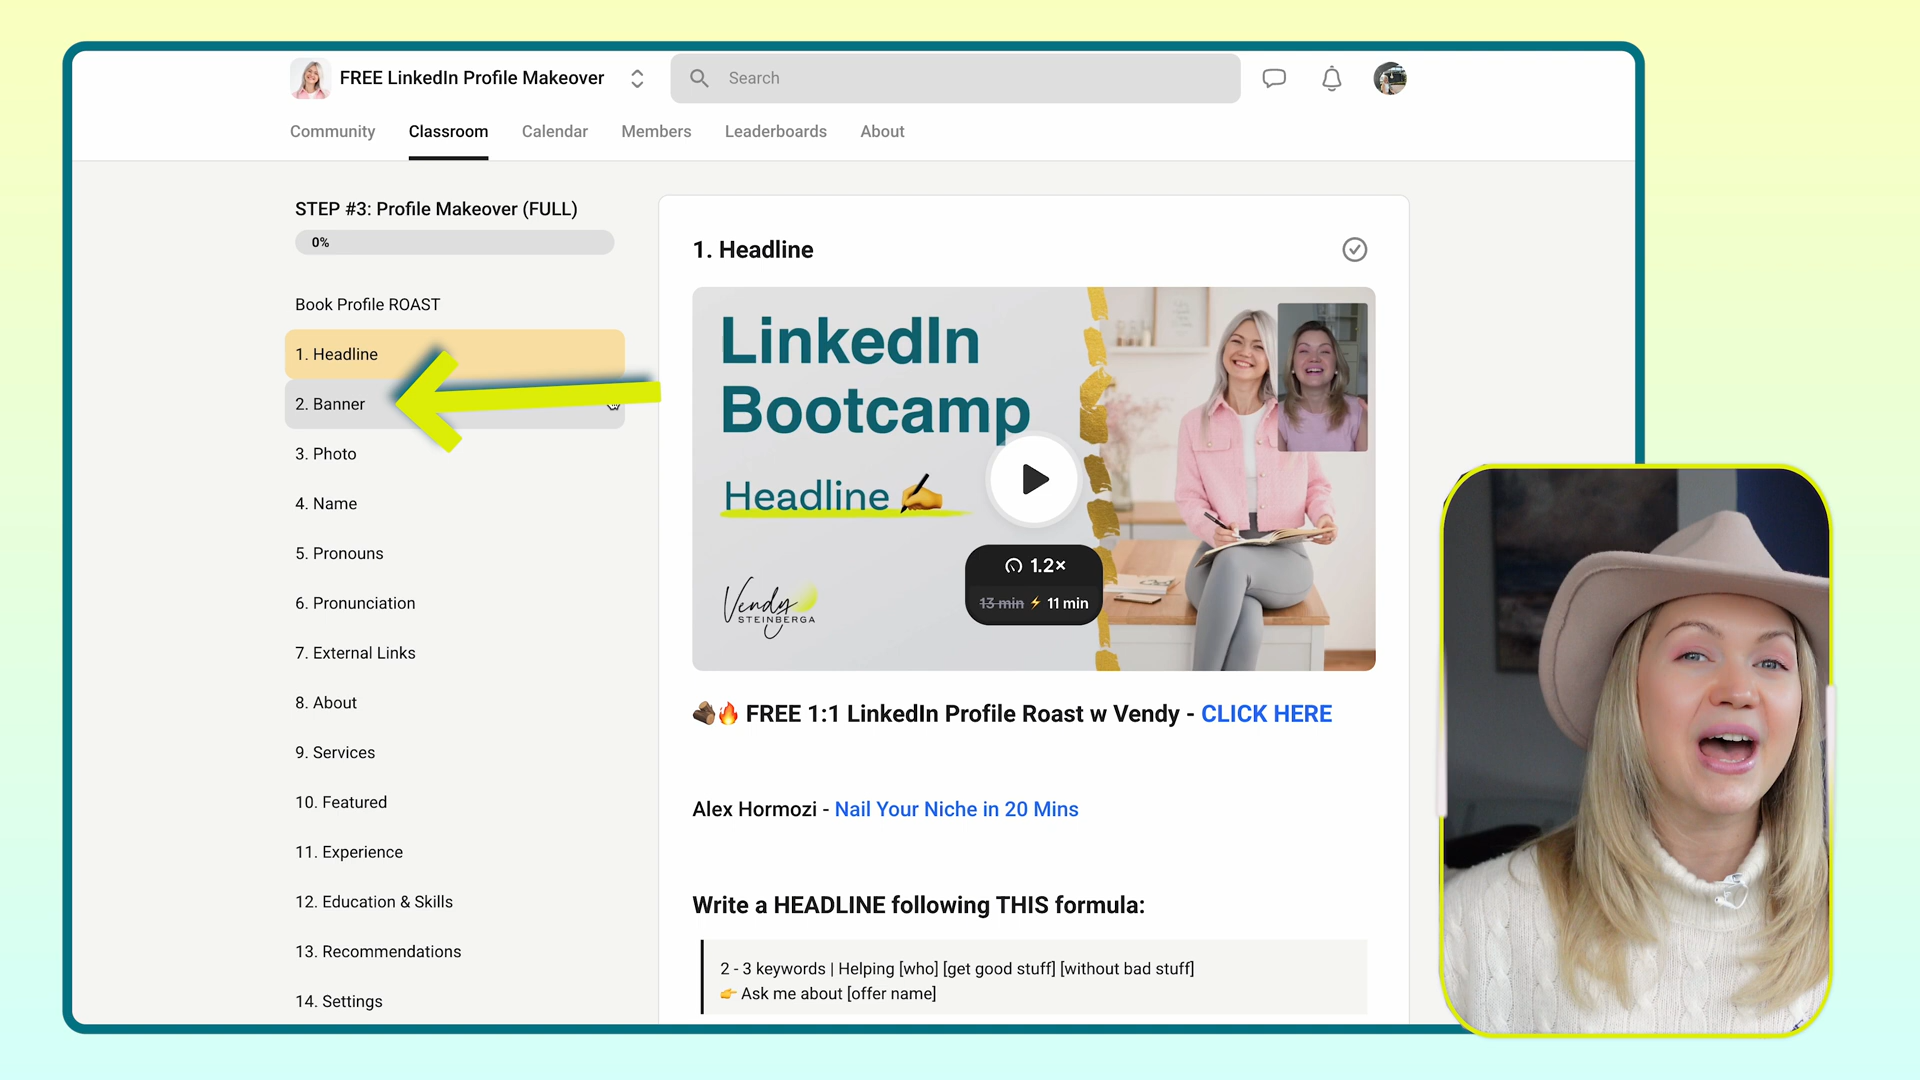 FREE LinkedIn Profile Makeover
Search
Community
Classroom
Calendar
Members
Leaderboards
About
STEP #3: Profile Makeover (FULL)
0%
Book Profile ROAST
1. Headline
2. Banner
3. Photo
4. Name
5. Pronouns
6. Pronunciation
7. External Links
8. About
9. Services
10. Featured
11. Experience
12. Education & Skills
13. Recommendations
14. Settings
1. Headline
LinkedIn
Bootcamp
Headline ✍️
Vendy
STEINBERGA
1.2×
13 min ⚡ 11 min
🪵🔥 FREE 1:1 LinkedIn Profile Roast w Vendy - CLICK HERE
Alex Hormozi - Nail Your Niche in 20 Mins
Write a HEADLINE following THIS formula:
2 - 3 keywords | Helping [who] [get good stuff] [without bad stuff]
👉 Ask me about [offer name]